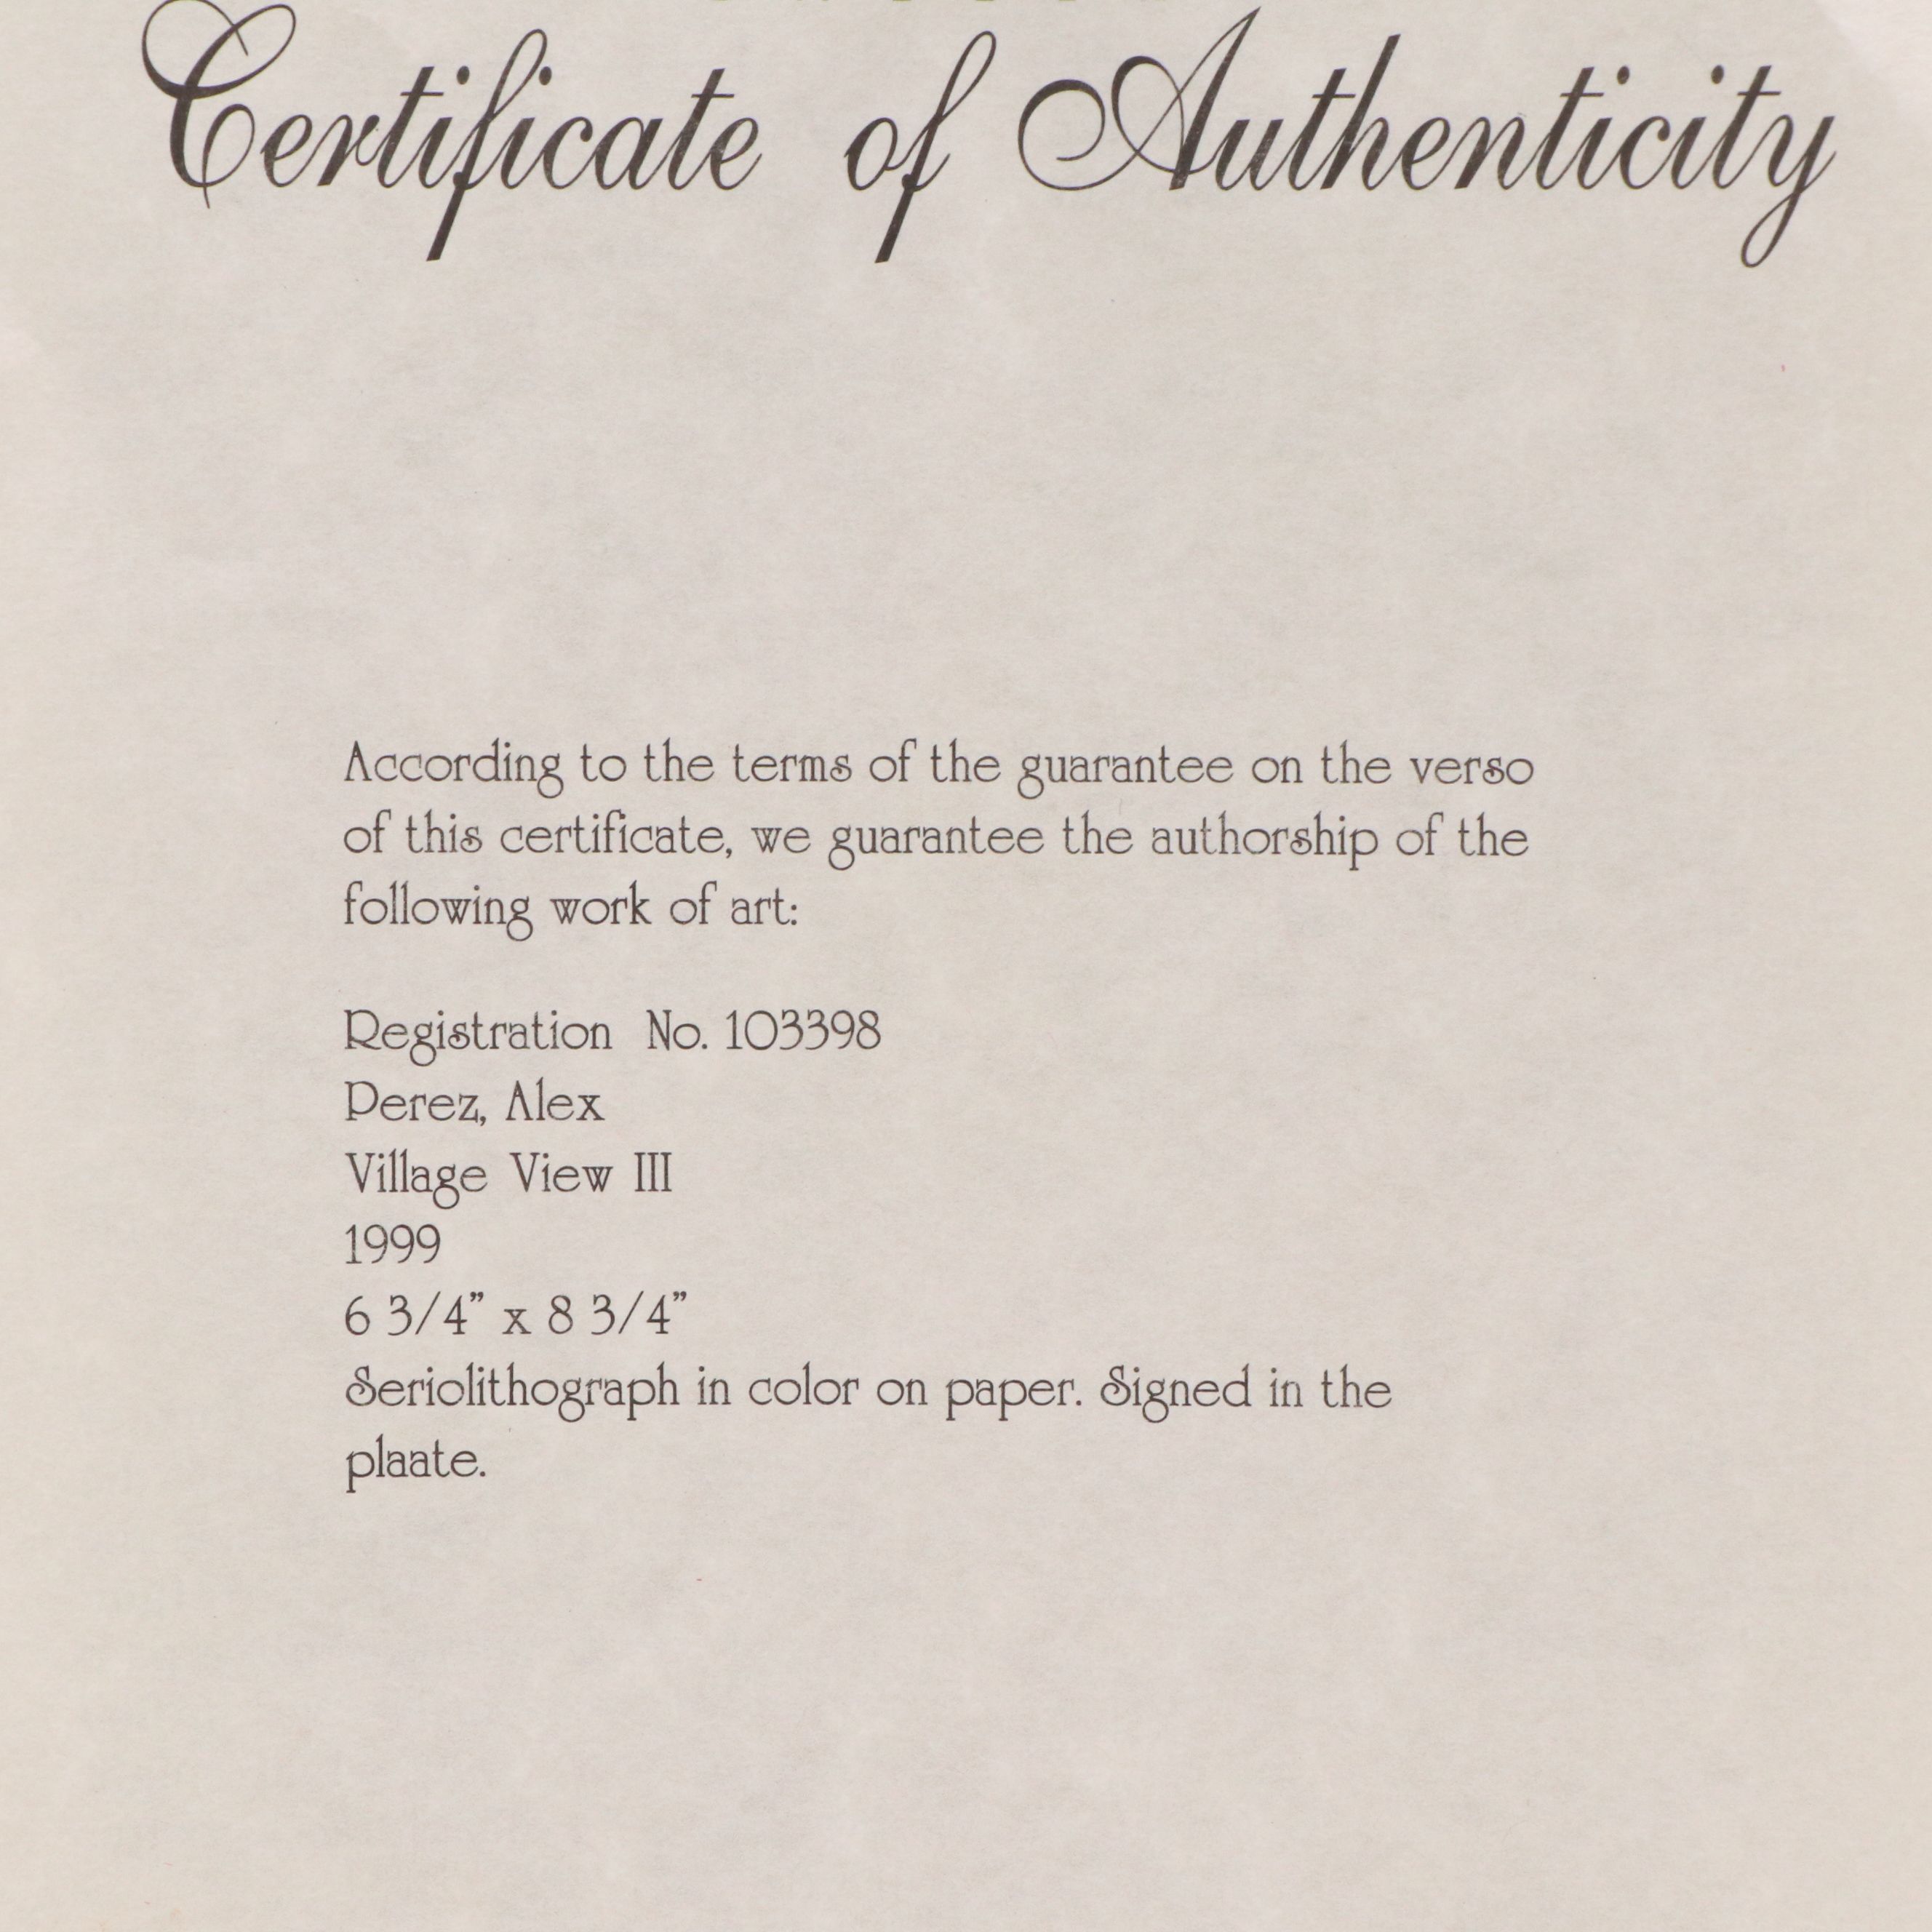 Certificate of Authenticity
According to the terms of the guarantee on the verso
of this certificate, we guarantee the authorship of the
following work of art:
Registration No. 103398
Perez, Alex
Village View III
1999
6 3/4” x 8 3/4”
Seriolithograph in color on paper. Signed in the
plaate.